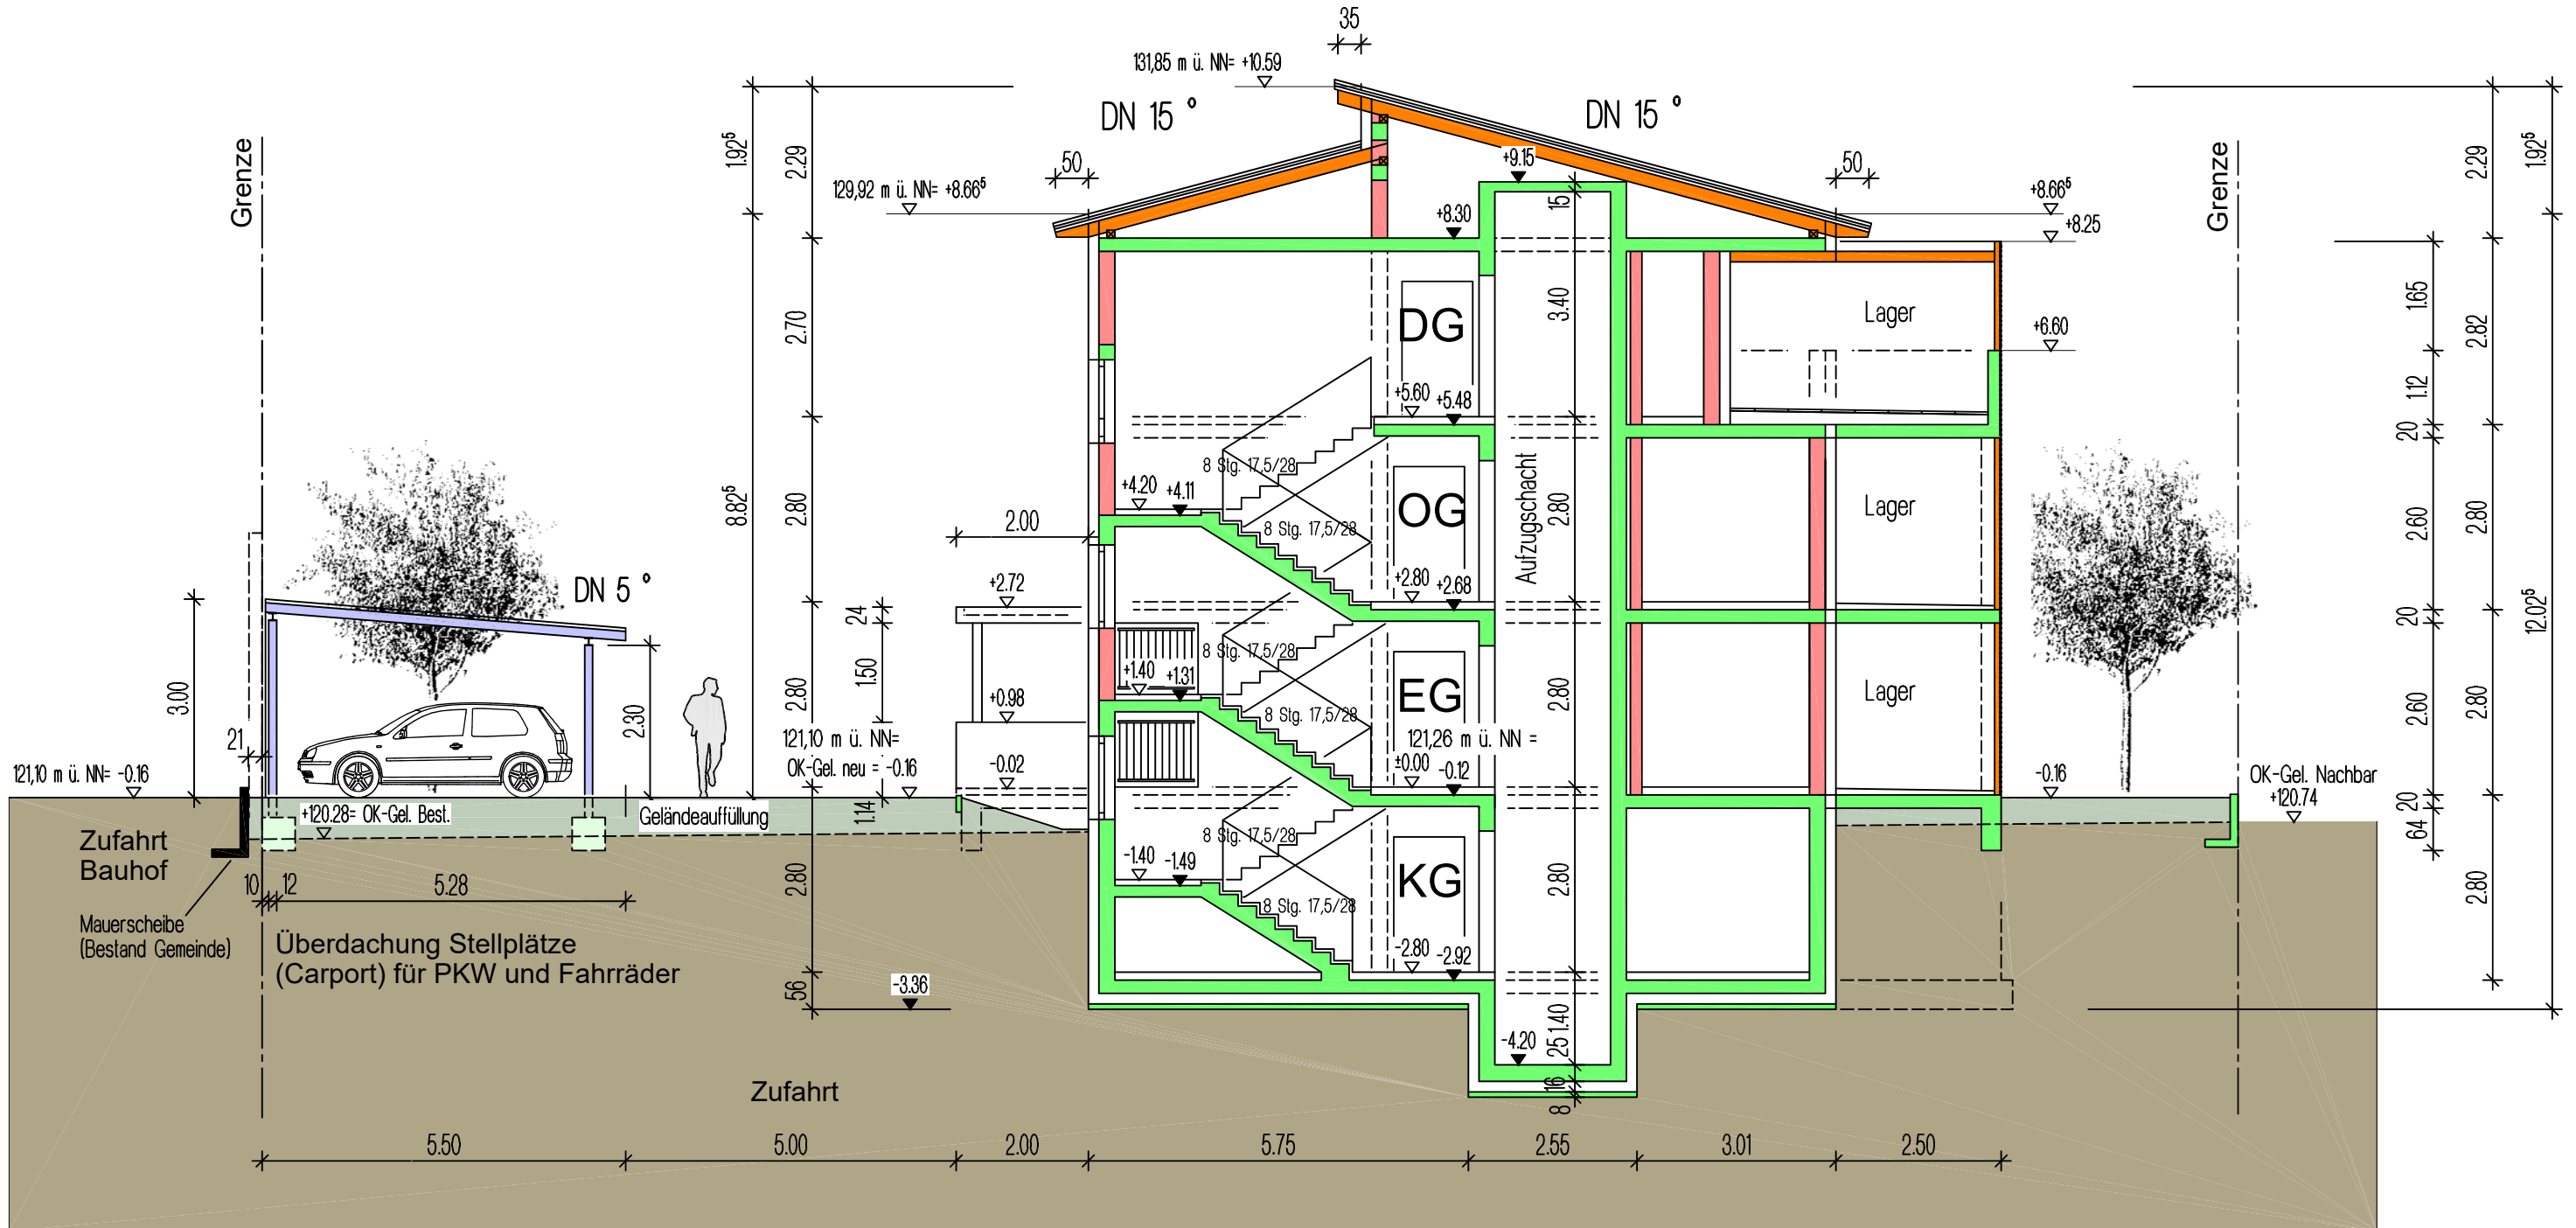 35
131,85 m ü. NN= +10.59
DN 15 °
DN 15 °
1.92⁵
2.29
50
+9.15
50
2.29
1.92⁵
Grenze
Grenze
129,92 m ü. NN= +8.66⁵
15
+8.66⁵
+8.30
+8.25
2.70
3.40
DG
Lager
1.65
2.82
+6.60
+5.60
+5.48
1.12
20
8 Stg. 17,5/28
8.82⁵
2.80
+4.20
+4.11
OG
Aufzugschacht
2.80
Lager
2.60
2.80
12.02⁵
8 Stg. 17,5/28
2.00
DN 5 °
+2.72
+2.80
+2.68
24
20
3.00
2.30
1.50
2.80
8 Stg. 17,5/28
+1.40
+1.31
EG
2.80
Lager
2.60
2.80
+0.98
8 Stg. 17,5/28
21
121,10 m ü. NN= -0.16
121,10 m ü. NN=
OK-Gel. neu = -0.16
-0.02
121,26 m ü. NN =
±0.00
-0.12
-0.16
OK-Gel. Nachbar
+120.74
+120.28= OK-Gel. Best.
Geländeauffüllung
1.14
20
64
Zufahrt
Bauhof
8 Stg. 17,5/28
-1.40
-1.49
KG
2.80
2.80
2.80
10
12
5.28
8 Stg. 17,5/28
Mauerscheibe
(Bestand Gemeinde)
Überdachung Stellplätze
(Carport) für PKW und Fahrräder
-2.80
-2.92
56
-3.36
1.40
-4.20
25
16
8
Zufahrt
5.50
5.00
2.00
5.75
2.55
3.01
2.50